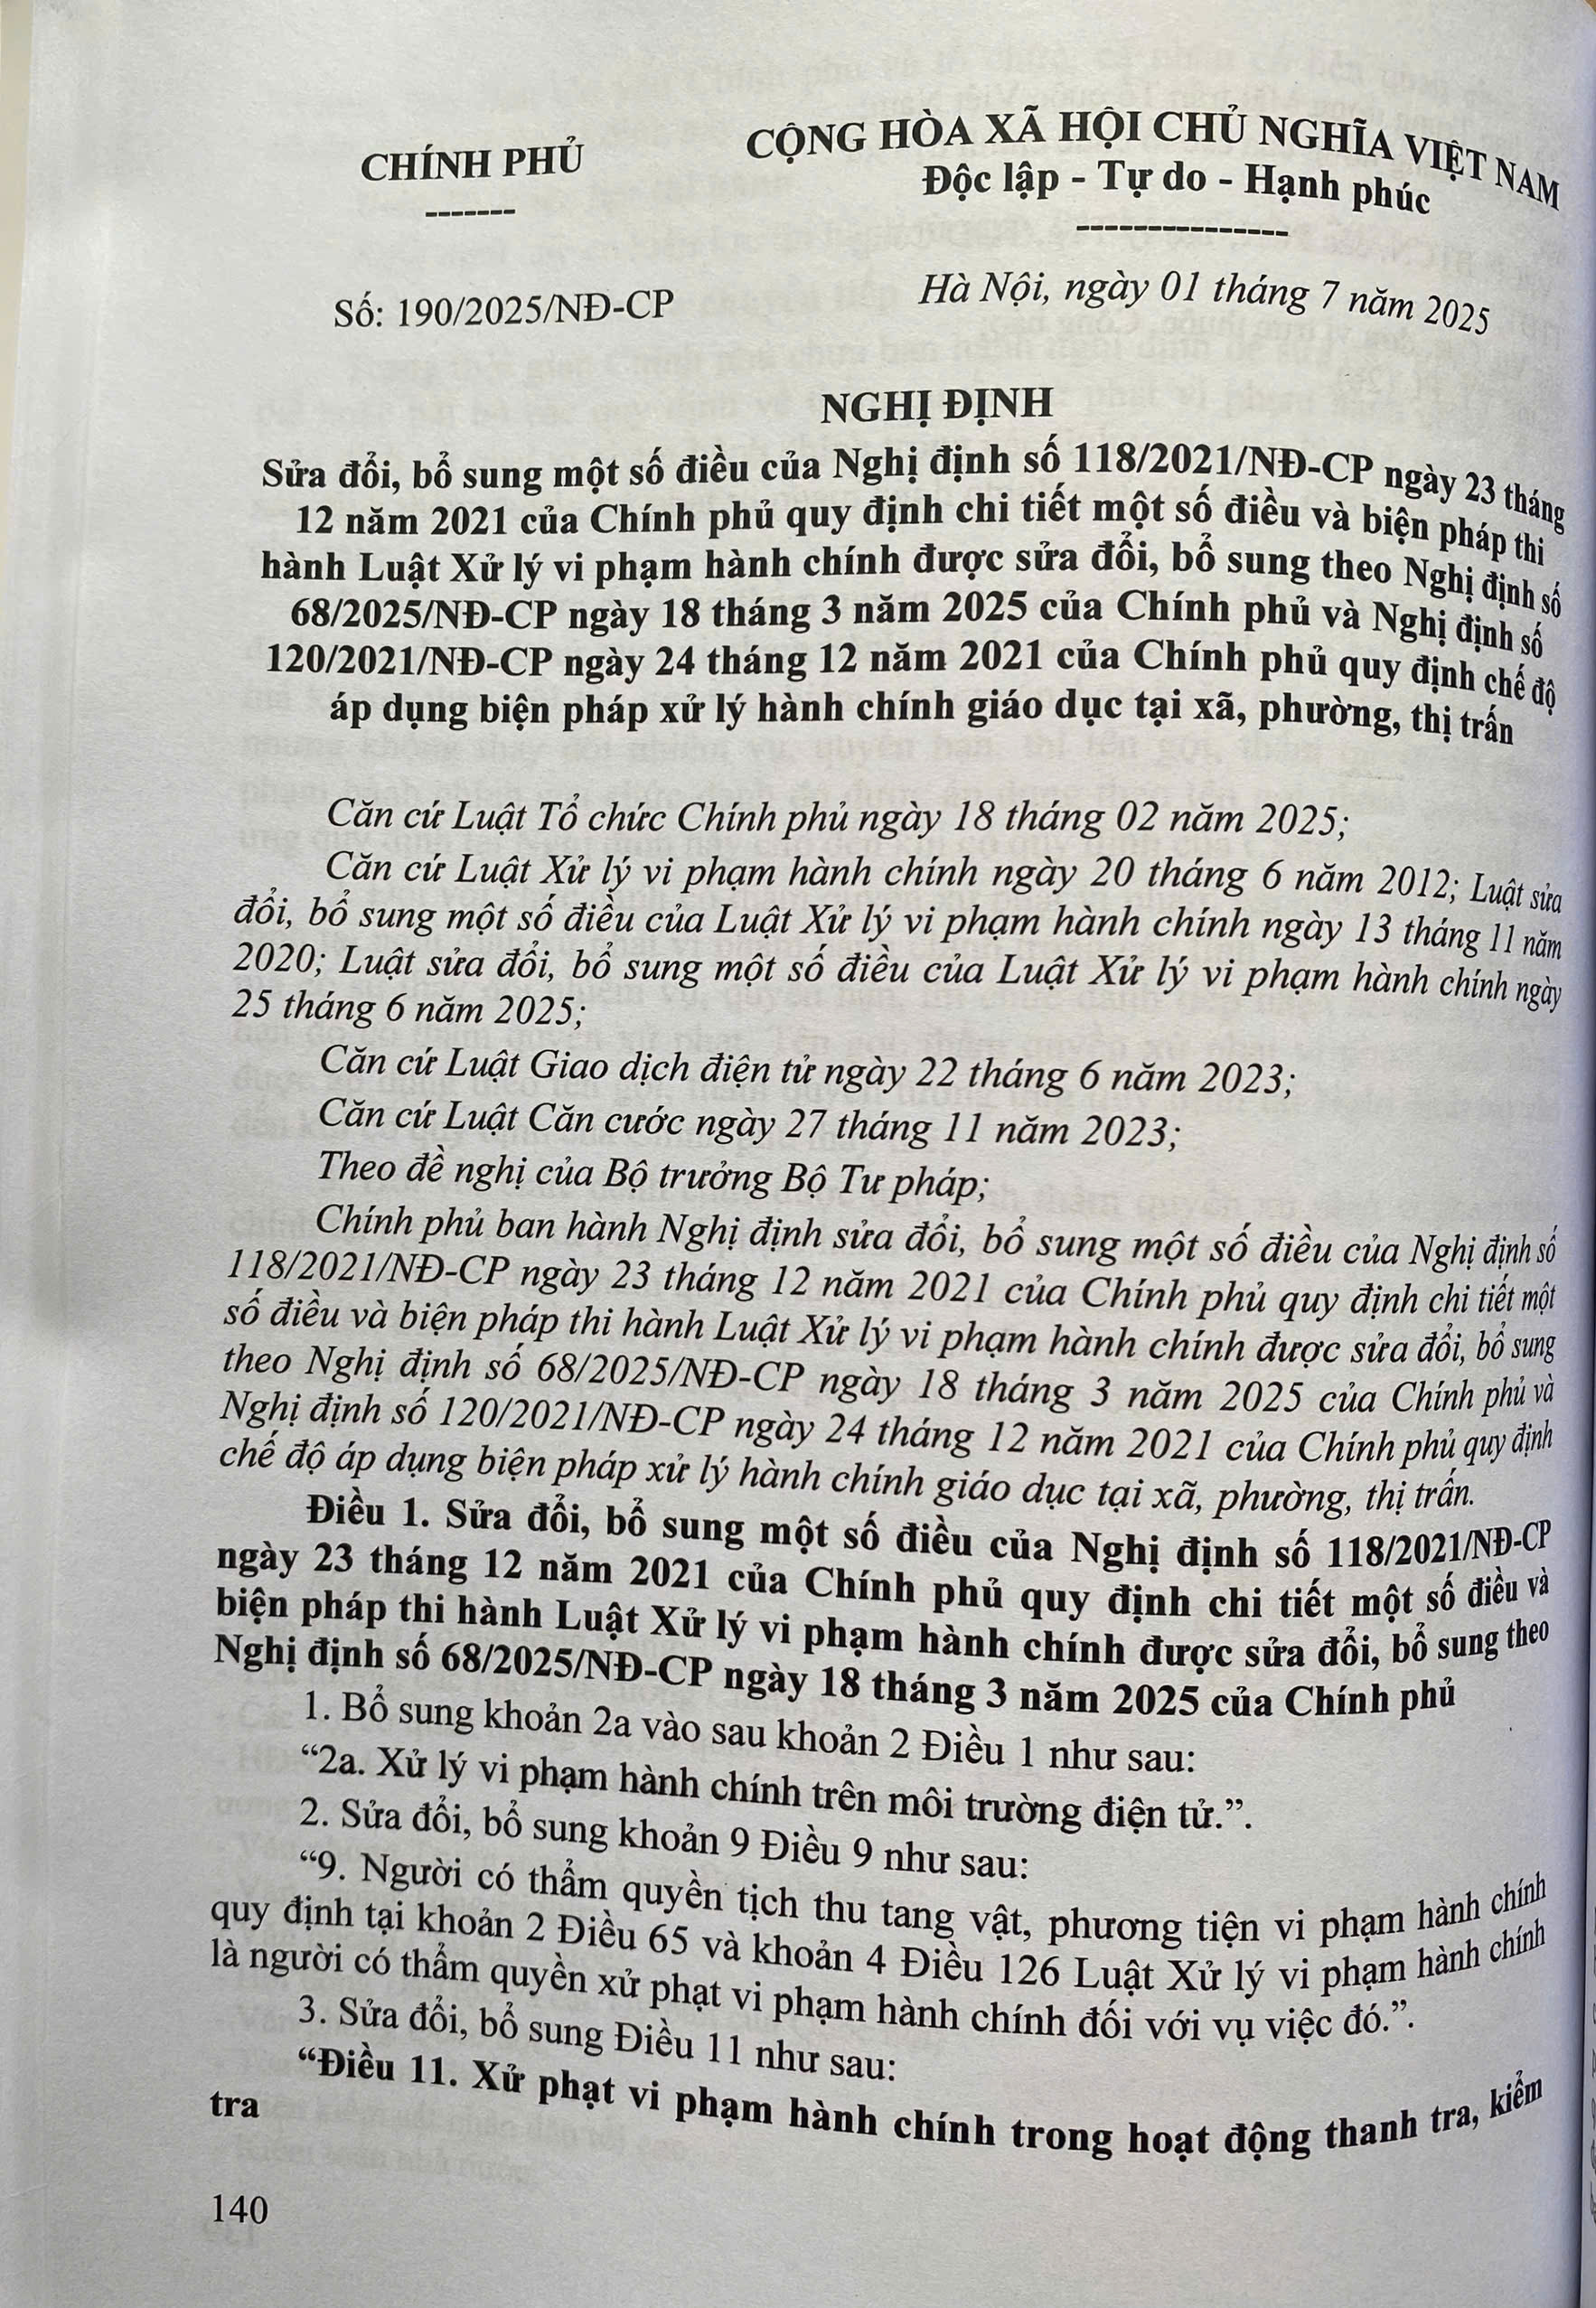 CHÍNH PHỦ
-------
CỘNG HÒA XÃ HỘI CHỦ NGHĨA VIỆT NAM
Độc lập - Tự do - Hạnh phúc
----------------
Số: 190/2025/NĐ-CP
Hà Nội, ngày 01 tháng 7 năm 2025
NGHỊ ĐỊNH
Sửa đổi, bổ sung một số điều của Nghị định số 118/2021/NĐ-CP ngày 23 tháng
12 năm 2021 của Chính phủ quy định chi tiết một số điều và biện pháp thi
hành Luật Xử lý vi phạm hành chính được sửa đổi, bổ sung theo Nghị định số
68/2025/NĐ-CP ngày 18 tháng 3 năm 2025 của Chính phủ và Nghị định số
120/2021/NĐ-CP ngày 24 tháng 12 năm 2021 của Chính phủ quy định chế độ
áp dụng biện pháp xử lý hành chính giáo dục tại xã, phường, thị trấn
Căn cứ Luật Tổ chức Chính phủ ngày 18 tháng 02 năm 2025;
Căn cứ Luật Xử lý vi phạm hành chính ngày 20 tháng 6 năm 2012; Luật sửa
đổi, bổ sung một số điều của Luật Xử lý vi phạm hành chính ngày 13 tháng 11 năm
2020; Luật sửa đổi, bổ sung một số điều của Luật Xử lý vi phạm hành chính ngày
25 tháng 6 năm 2025;
Căn cứ Luật Giao dịch điện tử ngày 22 tháng 6 năm 2023;
Căn cứ Luật Căn cước ngày 27 tháng 11 năm 2023;
Theo đề nghị của Bộ trưởng Bộ Tư pháp;
Chính phủ ban hành Nghị định sửa đổi, bổ sung một số điều của Nghị định số
118/2021/NĐ-CP ngày 23 tháng 12 năm 2021 của Chính phủ quy định chi tiết một
số điều và biện pháp thi hành Luật Xử lý vi phạm hành chính được sửa đổi, bổ sung
theo Nghị định số 68/2025/NĐ-CP ngày 18 tháng 3 năm 2025 của Chính phủ và
Nghị định số 120/2021/NĐ-CP ngày 24 tháng 12 năm 2021 của Chính phủ quy định
chế độ áp dụng biện pháp xử lý hành chính giáo dục tại xã, phường, thị trấn.
Điều 1. Sửa đổi, bổ sung một số điều của Nghị định số 118/2021/NĐ-CP
ngày 23 tháng 12 năm 2021 của Chính phủ quy định chi tiết một số điều và
biện pháp thi hành Luật Xử lý vi phạm hành chính được sửa đổi, bổ sung theo
Nghị định số 68/2025/NĐ-CP ngày 18 tháng 3 năm 2025 của Chính phủ
1. Bổ sung khoản 2a vào sau khoản 2 Điều 1 như sau:
“2a. Xử lý vi phạm hành chính trên môi trường điện tử.”.
2. Sửa đổi, bổ sung khoản 9 Điều 9 như sau:
“9. Người có thẩm quyền tịch thu tang vật, phương tiện vi phạm hành chính
quy định tại khoản 2 Điều 65 và khoản 4 Điều 126 Luật Xử lý vi phạm hành chính
là người có thẩm quyền xử phạt vi phạm hành chính đối với vụ việc đó.”.
3. Sửa đổi, bổ sung Điều 11 như sau:
“Điều 11. Xử phạt vi phạm hành chính trong hoạt động thanh tra, kiểm
tra
140